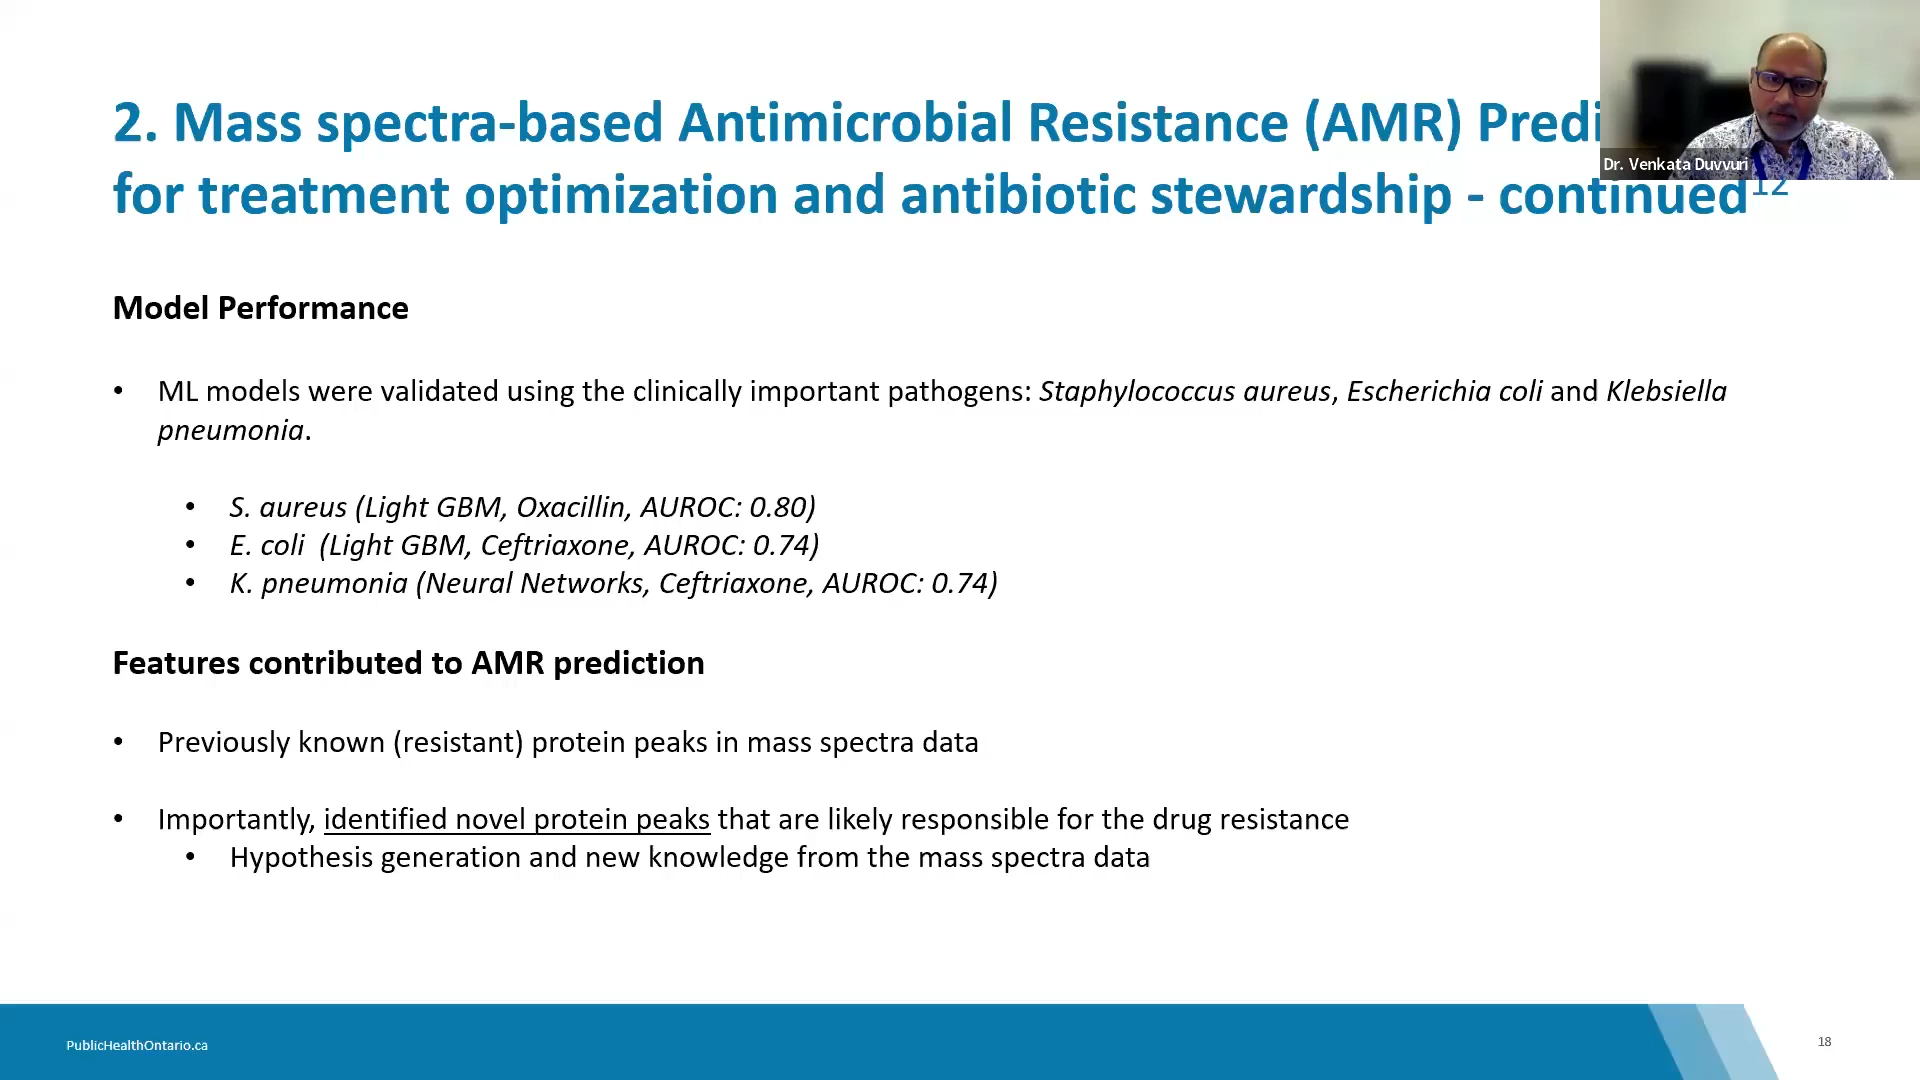 2. Mass spectra-based Antimicrobial Resistance (AMR)
for treatment optimization and antibiotic stewardship - continued12
Dr. Venkata Duvvuri
Model Performance
• ML models were validated using the clinically important pathogens: Staphylococcus aureus, Escherichia coli and Klebsiella
pneumonia.
• S. aureus (Light GBM, Oxacillin, AUROC: 0.80)
• E. coli (Light GBM, Ceftriaxone, AUROC: 0.74)
• K. pneumonia (Neural Networks, Ceftriaxone, AUROC: 0.74)
Features contributed to AMR prediction
• Previously known (resistant) protein peaks in mass spectra data
• Importantly, identified novel protein peaks that are likely responsible for the drug resistance
• Hypothesis generation and new knowledge from the mass spectra data
PublicHealthOntario.ca
18